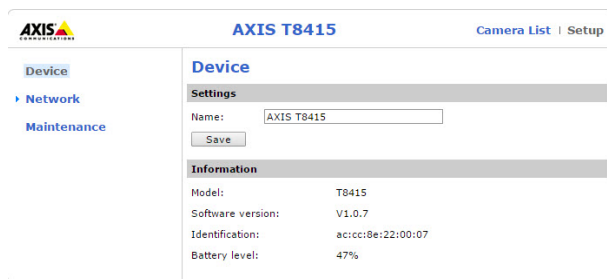 AXIS
COMMUNICATIONS
AXIS T8415
Camera List | Setup
Device
Network
Maintenance
Device
Settings
Name: AXIS T8415
Save
Information
Model: T8415
Software version: V1.0.7
Identification: ac:cc:8e:22:00:07
Battery level: 47%